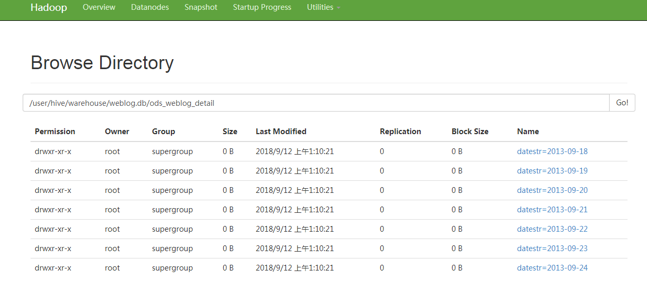 Hadoop Overview Datanodes Snapshot Startup Progress Utilities
Browse Directory
/user/hive/warehouse/weblog.db/ods_weblog_detail Go!
Permission Owner Group Size Last Modified Replication Block Size Name
drwxr-xr-x root supergroup 0 B 2018/9/12 上午1:10:21 0 0 B datestr=2013-09-18
drwxr-xr-x root supergroup 0 B 2018/9/12 上午1:10:21 0 0 B datestr=2013-09-19
drwxr-xr-x root supergroup 0 B 2018/9/12 上午1:10:21 0 0 B datestr=2013-09-20
drwxr-xr-x root supergroup 0 B 2018/9/12 上午1:10:21 0 0 B datestr=2013-09-21
drwxr-xr-x root supergroup 0 B 2018/9/12 上午1:10:21 0 0 B datestr=2013-09-22
drwxr-xr-x root supergroup 0 B 2018/9/12 上午1:10:21 0 0 B datestr=2013-09-23
drwxr-xr-x root supergroup 0 B 2018/9/12 上午1:10:21 0 0 B datestr=2013-09-24